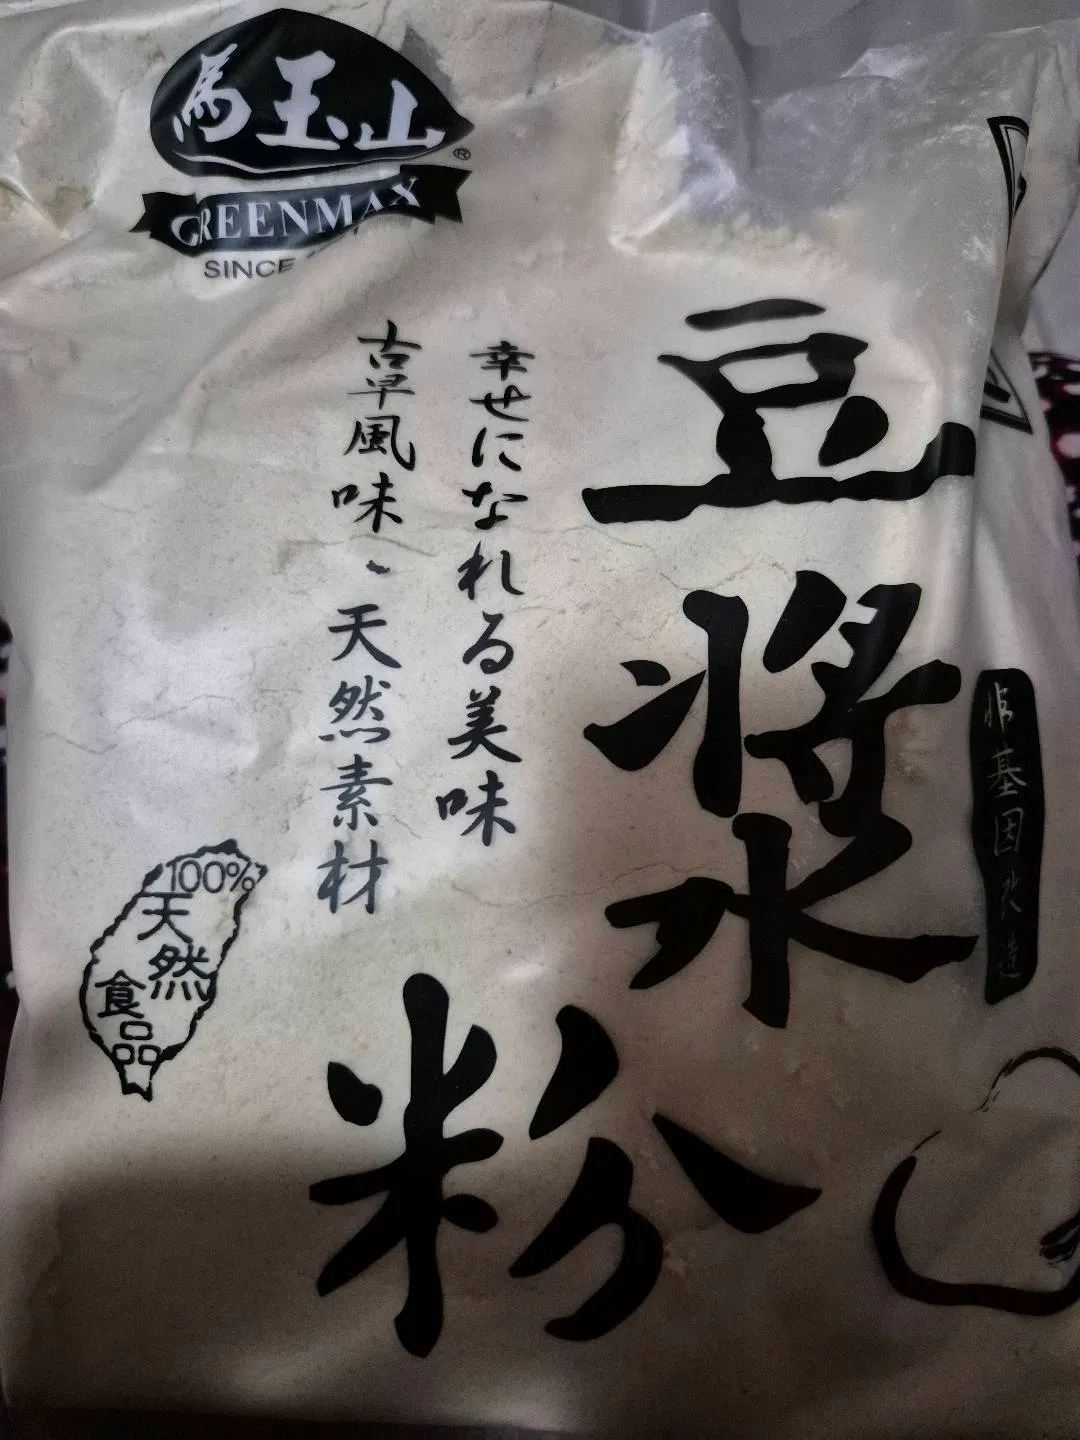 馬玉山
®
GREENMAX
SINCE
豆漿粉
非基因改造
幸せになれる美味
古早風味、天然素材
100%
天然
食品